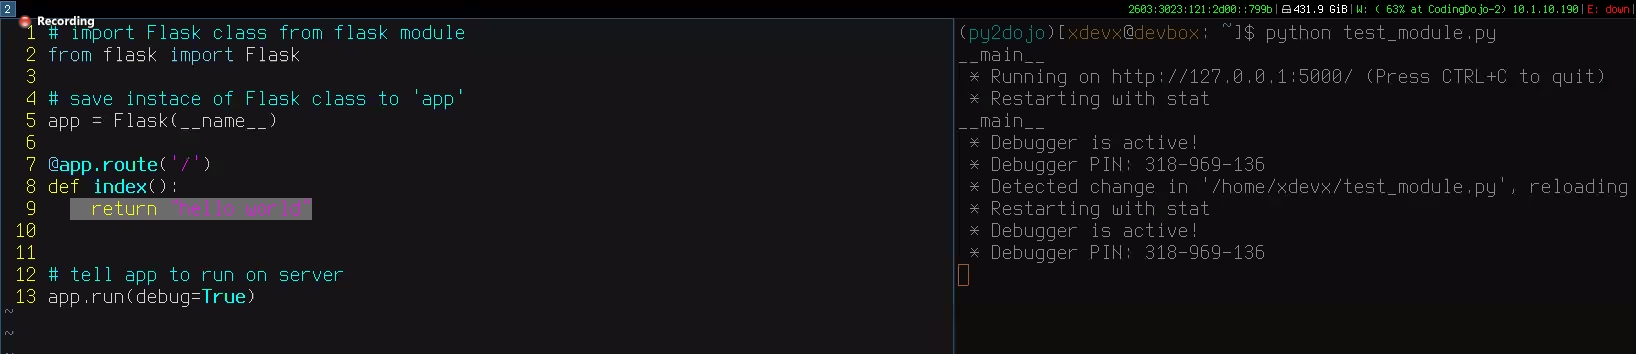 2
2603:3023:121:2d00::799b| 431.9 GiB|W: ( 63% at CodingDojo-2) 10.1.10.190|E: down|
Recording
1 # import Flask class from flask module
2 from flask import Flask
3
4 # save instace of Flask class to 'app'
5 app = Flask(__name__)
6
7 @app.route('/')
8 def index():
9 return "hello world"
10
11
12 # tell app to run on server
13 app.run(debug=True)
~
~
(py2dojo)[xdevx@devbox: ~]$ python test_module.py
__main__
* Running on http://127.0.0.1:5000/ (Press CTRL+C to quit)
* Restarting with stat
__main__
* Debugger is active!
* Debugger PIN: 318-969-136
* Detected change in '/home/xdevx/test_module.py', reloading
* Restarting with stat
* Debugger is active!
* Debugger PIN: 318-969-136